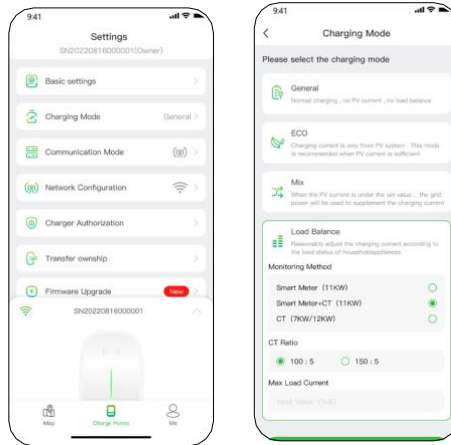 9:41
Settings
SN20220816000001(Owner)
Basic settings
Charging Mode
General
Communication Mode
Network Configuration
Charger Authorization
Transfer ownship
Firmware Upgrade
New
SN20220816000001
Map
Charge Points
Me
9:41
Charging Mode
Please select the charging mode
General
Normal charging , no PV current , no load balance
ECO
Charging current is only from PV system . This mode
is recommended when PV current is sufficient
Mix
When the PV current is under the set value , the grid
power will be used to supplement the charging current
Load Balance
Reasonably adjust the charging current according to
the load status of householdappliances
Monitoring Method
Smart Meter (11KW)
Smart Meter+CT (11KW)
CT (7KW/12KW)
CT Ratio
100 : 5
150 : 5
Max Load Current
Input Value